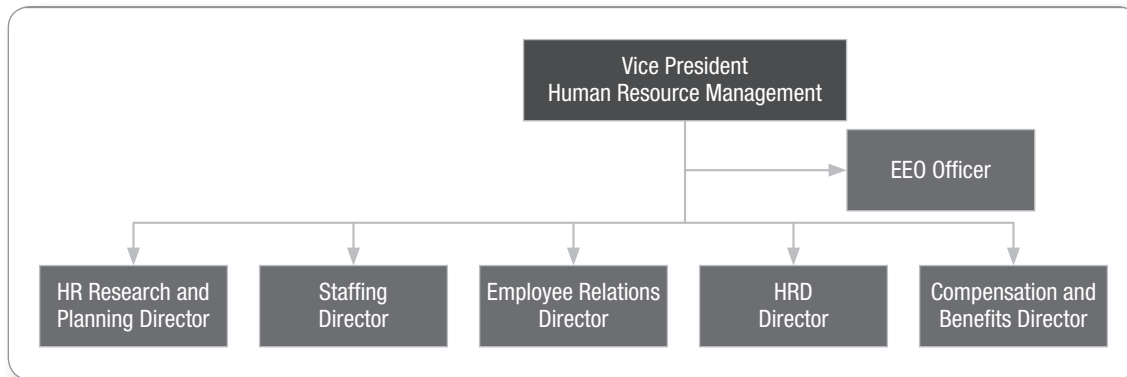 Vice President
Human Resource Management
EEO Officer
HR Research and
Planning Director
Staffing
Director
Employee Relations
Director
HRD
Director
Compensation and
Benefits Director